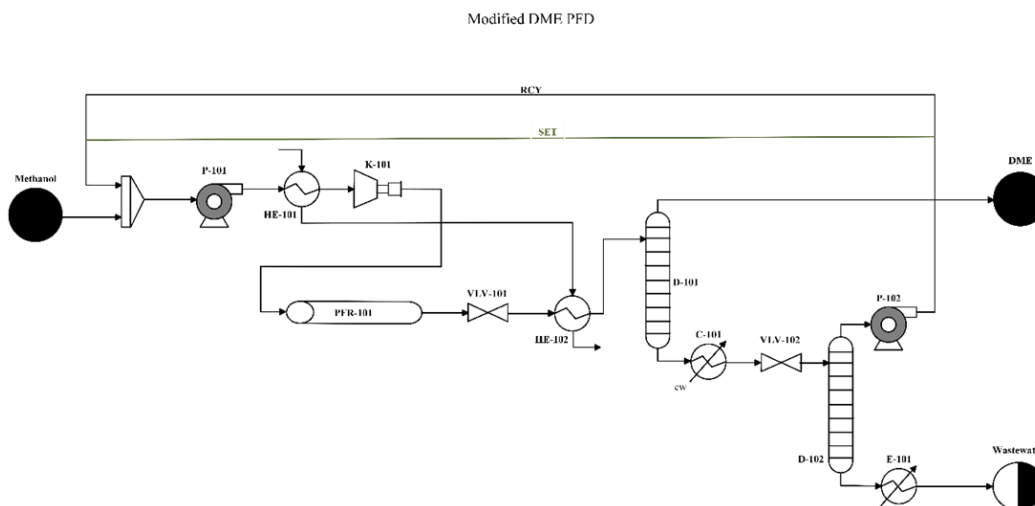 Modified DME PFD
RCY
SET
DME
K-101
P-101
Methanol
HE-101
D-101
VLV-101
PFR-101
P-102
C-101
VLV-102
HE-102
cw
D-102
E-101
Wastewat